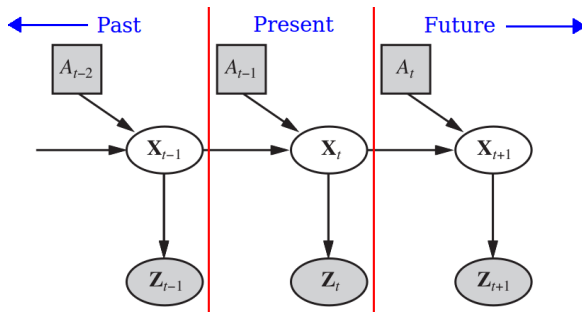 Past Present Future
A_{t−2} A_{t−1} A_t
X_{t−1} X_t X_{t+1}
Z_{t−1} Z_t Z_{t+1}